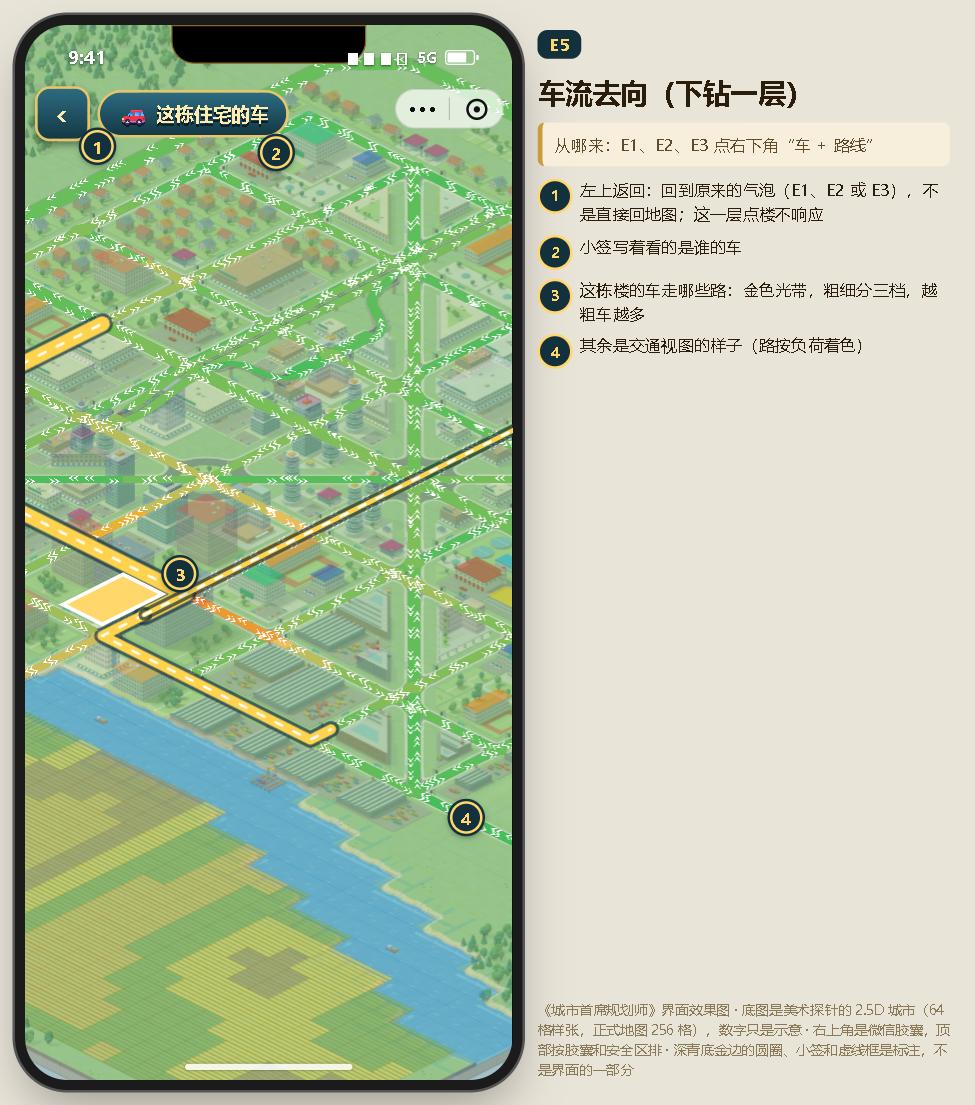 9:41
5G
‹
这栋住宅的车
1
2
3
4
E5
车流去向（下钻一层）
从哪来：E1、E2、E3 点右下角“车 + 路线”
1 左上返回：回到原来的气泡（E1、E2 或 E3），不
是直接回地图；这一层点楼不响应
2 小签写着看的是谁的车
3 这栋楼的车走哪些路：金色光带，粗细分三档，越
粗车越多
4 其余是交通视图的样子（路按负荷着色）
《城市首席规划师》界面效果图 · 底图是美术探针的 2.5D 城市（64
格样张，正式地图 256 格），数字只是示意 · 右上角是微信胶囊，顶
部按胶囊和安全区排 · 深青底金边的圆圈、小签和虚线框是标注，不
是界面的一部分